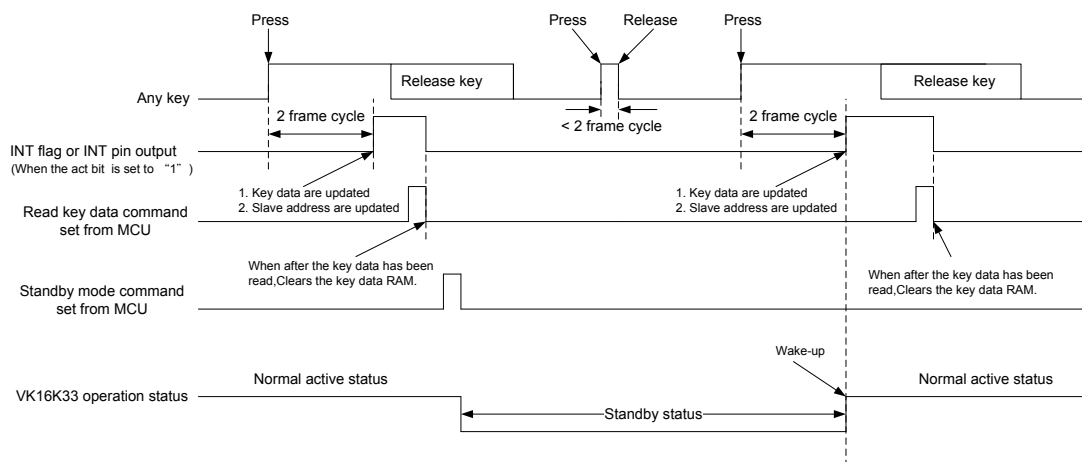 Press
Press
Release
Press
Any key
Release key
Release key
2 frame cycle
< 2 frame cycle
2 frame cycle
INT flag or INT pin output
(When the act bit is set to “1” )
1. Key data are updated
2. Slave address are updated
1. Key data are updated
2. Slave address are updated
Read key data command
set from MCU
When after the key data has been
read,Clears the key data RAM.
When after the key data has been
read,Clears the key data RAM.
Standby mode command
set from MCU
Wake-up
Normal active status
Normal active status
VK16K33 operation status
Standby status